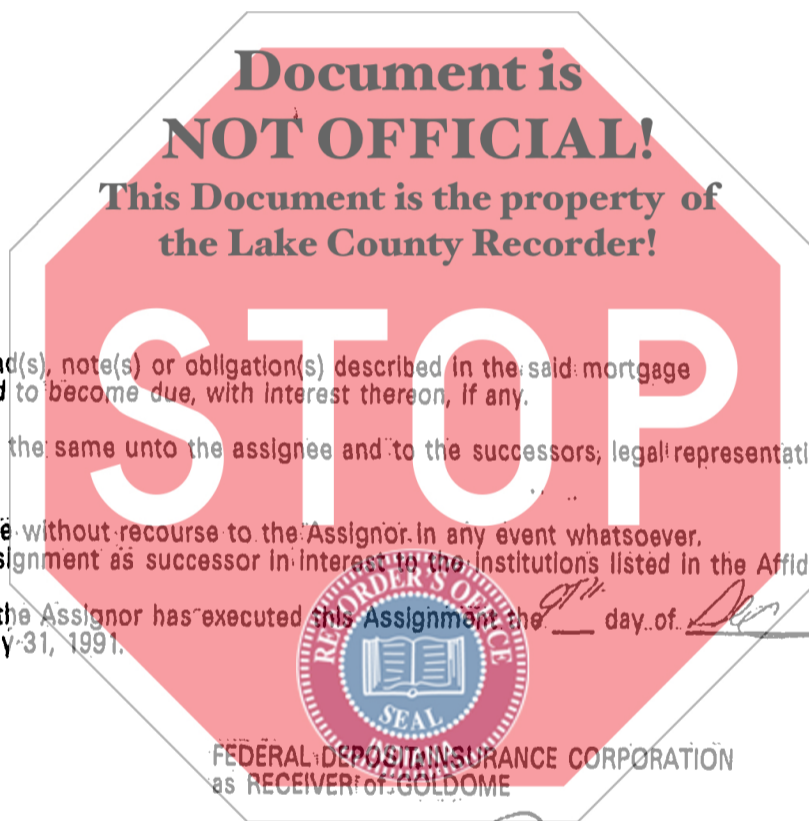 Document is
NOT OFFICIAL!
This Document is the property of
the Lake County Recorder!
STOP
d(s), note(s) or obligation(s) described in the said mortgage
d to become due, with interest thereon, if any.
the same unto the assignee and to the successors, legal representati
e without recourse to the Assignor in any event whatsoever.
signment as successor in interest to the institutions listed in the Affid
the Assignor has executed this Assignment the 9TH day of Dec
y 31, 1991.
RECORDER'S OFFICE
SEAL
INDIANA
FEDERAL DEPOSIT INSURANCE CORPORATION
as RECEIVER of GOLDOME